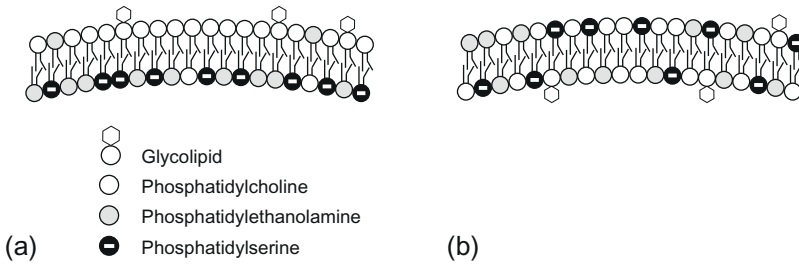 Glycolipid
Phosphatidylcholine
Phosphatidylethanolamine
Phosphatidylserine
(a)
(b)